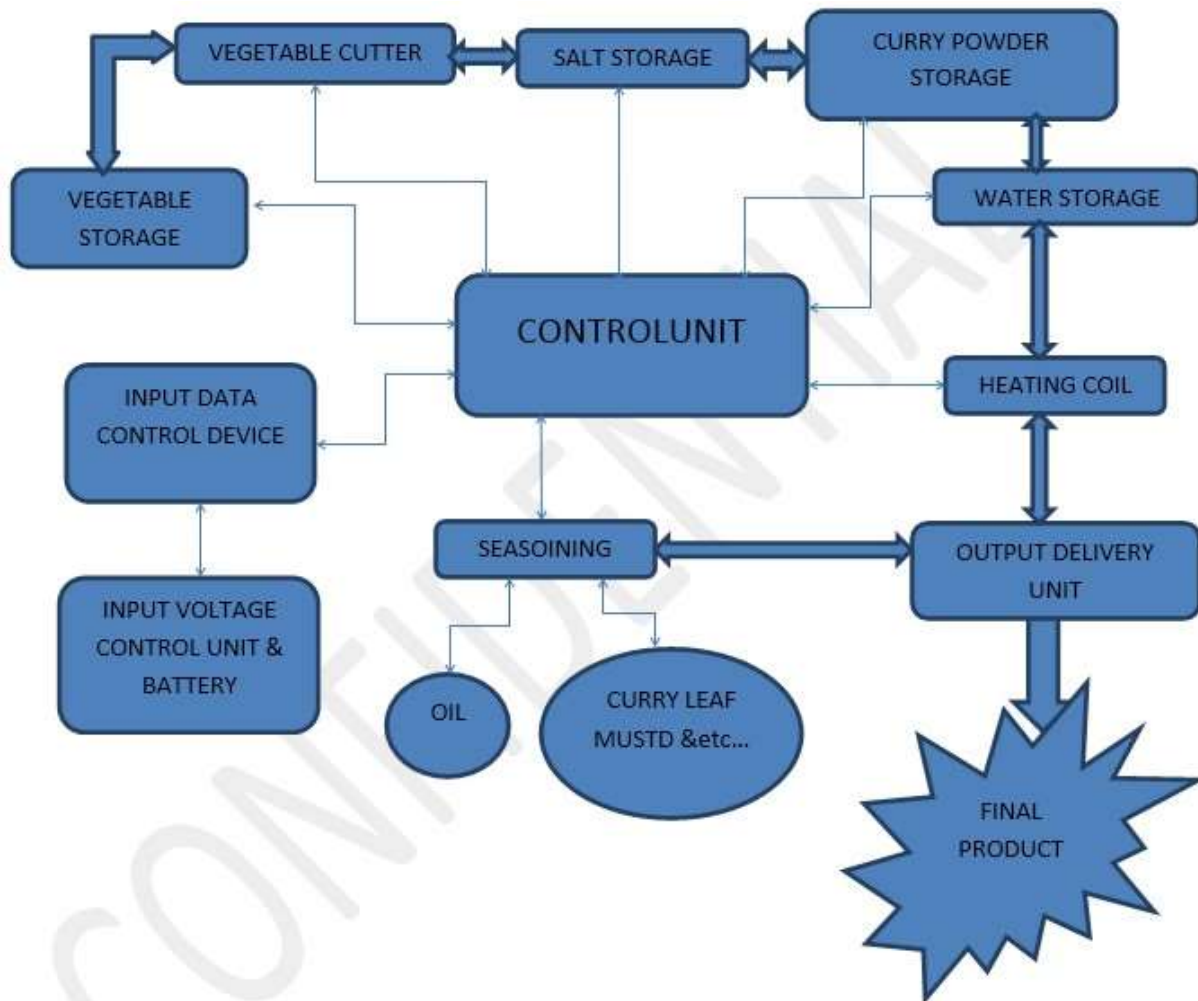 VEGETABLE CUTTER
SALT STORAGE
CURRY POWDER
STORAGE
VEGETABLE
STORAGE
WATER STORAGE
CONTROLUNIT
INPUT DATA
CONTROL DEVICE
HEATING COIL
SEASOINING
OUTPUT DELIVERY
UNIT
INPUT VOLTAGE
CONTROL UNIT &
BATTERY
OIL
CURRY LEAF
MUSTD &etc...
FINAL
PRODUCT
CONFIDENTIAL